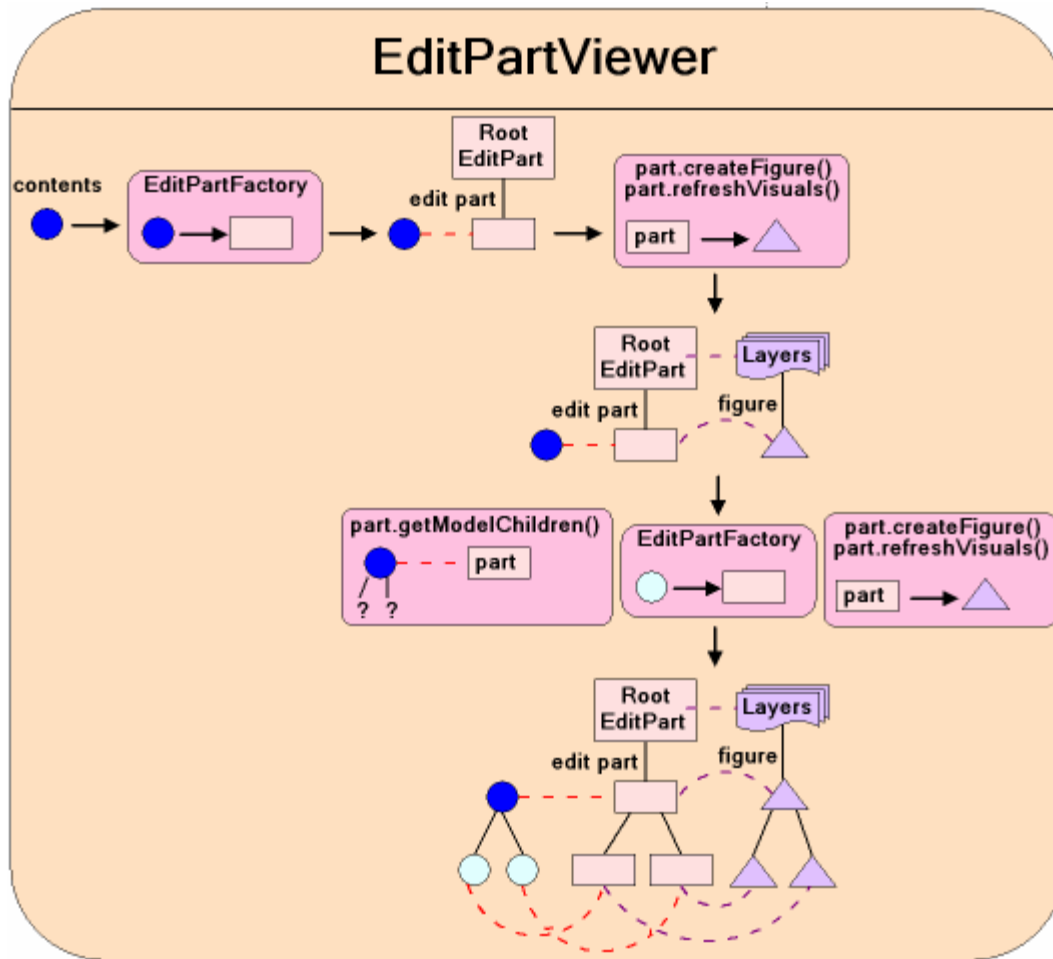 EditPartViewer
contents
EditPartFactory
Root
EditPart
edit part
part.createFigure()
part.refreshVisuals()
part
Root
EditPart
Layers
edit part
figure
part.getModelChildren()
part
?
?
EditPartFactory
part.createFigure()
part.refreshVisuals()
part
Root
EditPart
Layers
edit part
figure